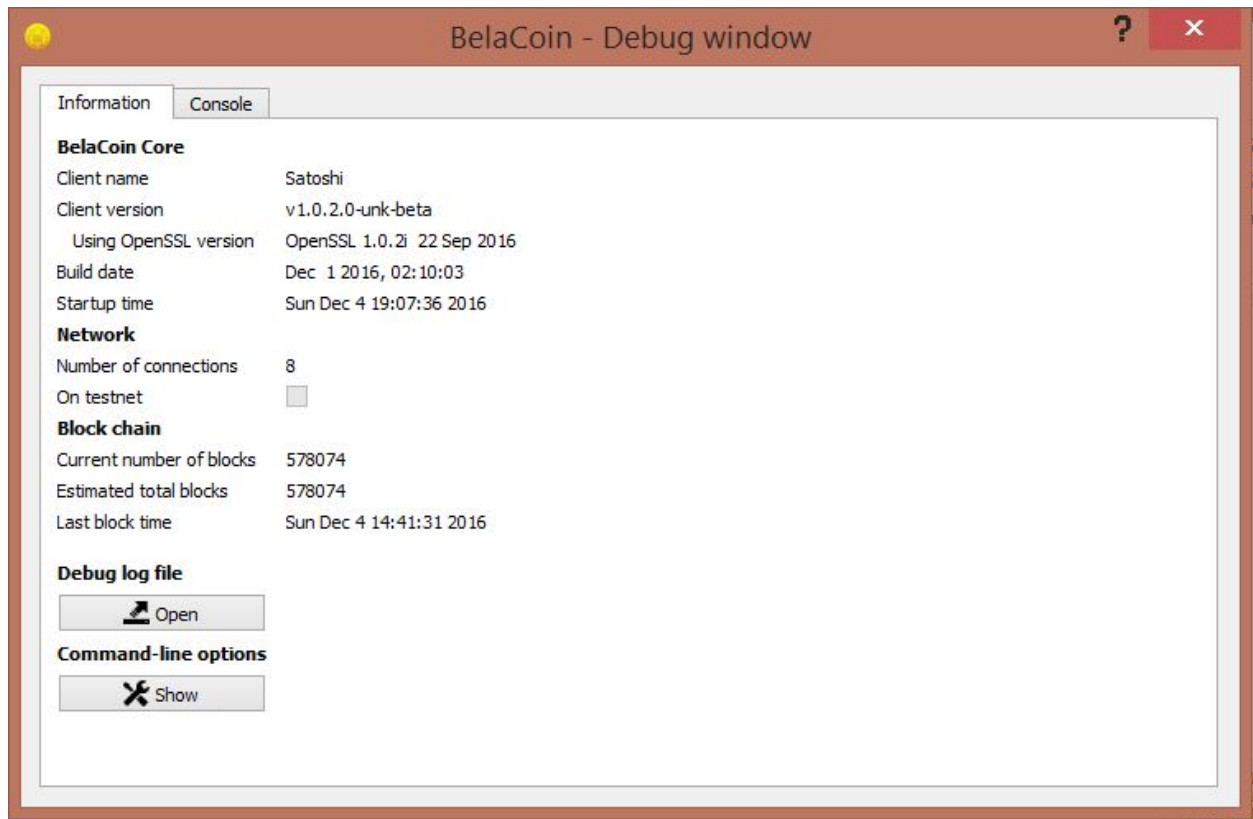 BelaCoin - Debug window
?
Information Console
BelaCoin Core
Client name Satoshi
Client version v1.0.2.0-unk-beta
Using OpenSSL version OpenSSL 1.0.2i 22 Sep 2016
Build date Dec 1 2016, 02:10:03
Startup time Sun Dec 4 19:07:36 2016
Network
Number of connections 8
On testnet
Block chain
Current number of blocks 578074
Estimated total blocks 578074
Last block time Sun Dec 4 14:41:31 2016
Debug log file
Open
Command-line options
Show